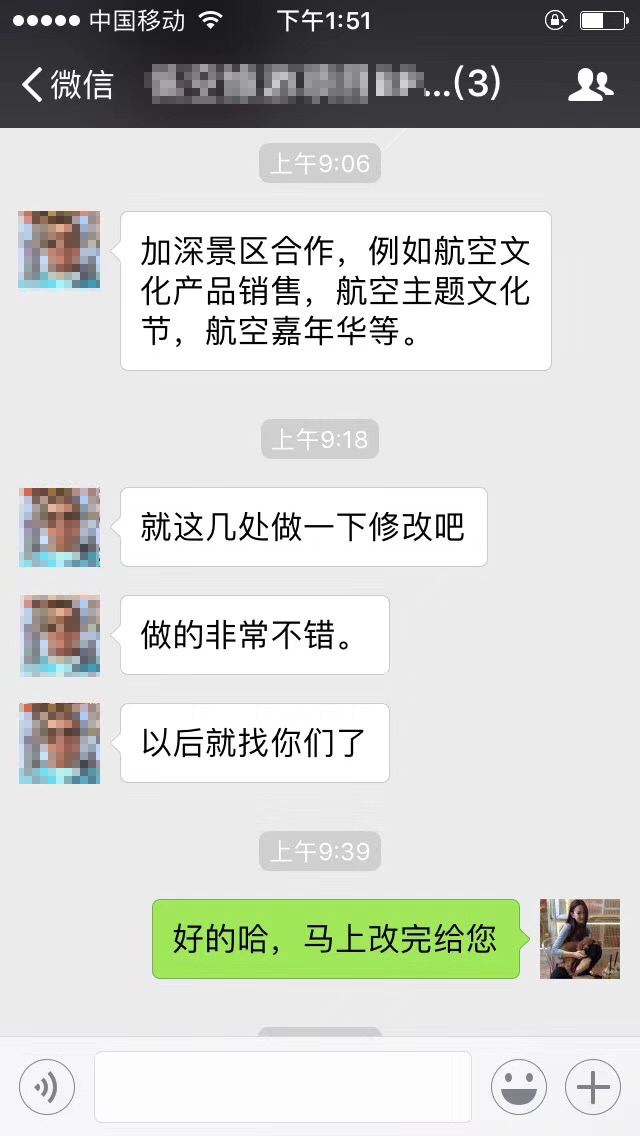 中国移动 下午1:51
微信 ...(3)
上午9:06
加深景区合作，例如航空文
化产品销售，航空主题文化
节，航空嘉年华等。
上午9:18
就这几处做一下修改吧
做的非常不错。
以后就找你们了
上午9:39
好的哈，马上改完给您